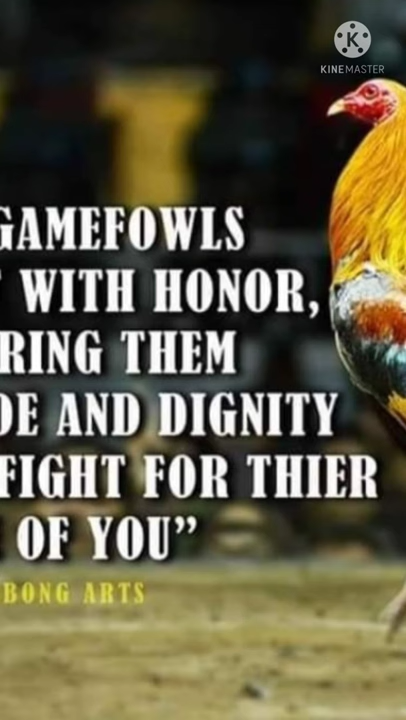 KINEMASTER
GAMEFOWLS
WITH HONOR,
RING THEM
DE AND DIGNITY
FIGHT FOR THIER
OF YOU”
BONG ARTS